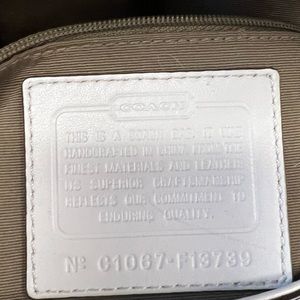 COACH
THIS IS A COACH BAG. IT WAS
HANDCRAFTED IN CHINA FROM THE
FINEST MATERIALS AND LEATHERS
ITS SUPERIOR CRAFTSMANSHIP
REFLECTS OUR COMMITMENT TO
ENDURING QUALITY.
Nº C1067-F13739